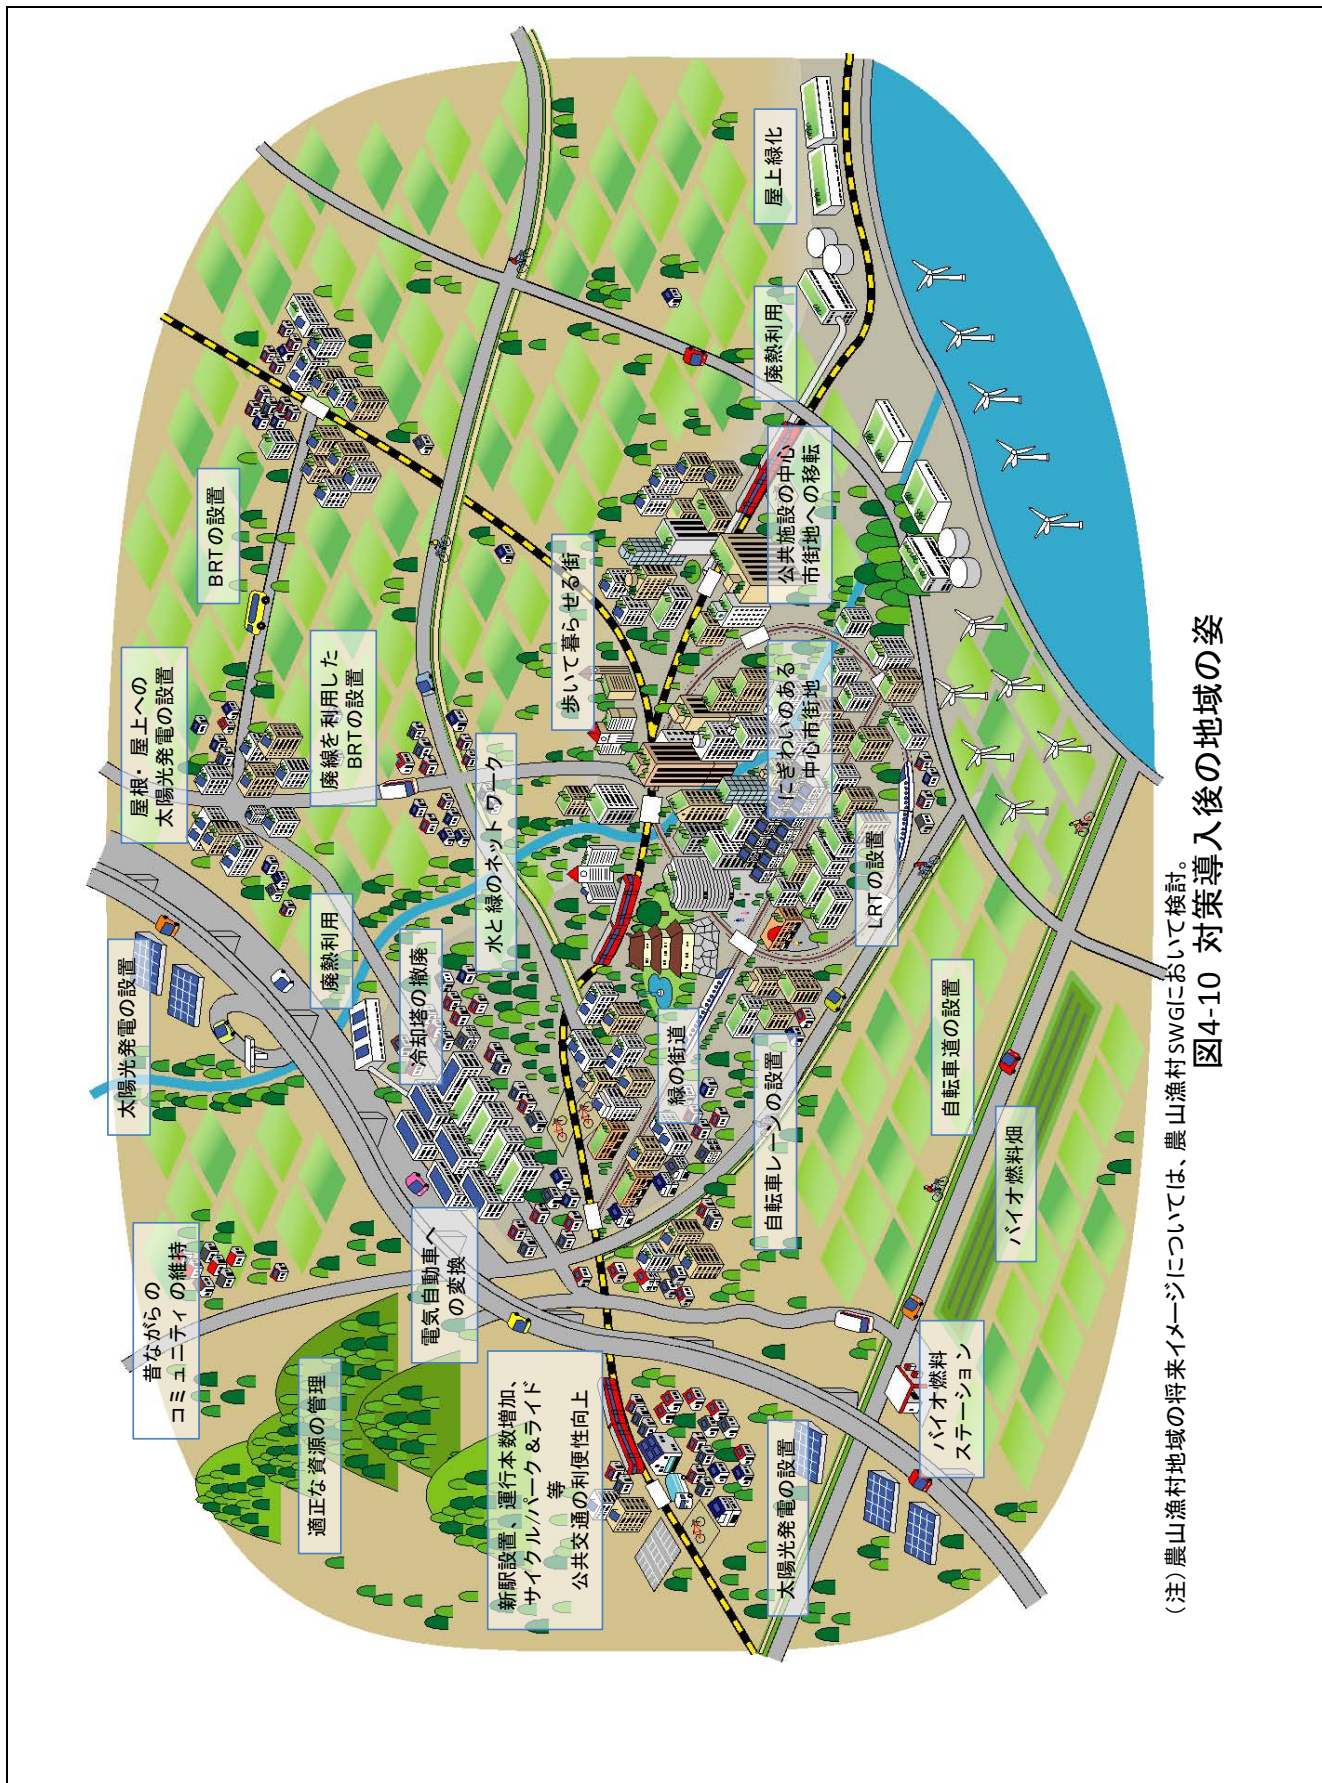 昔ながらの
コミュニティの維持
太陽光発電の設置
屋根・屋上への
太陽光発電の設置
BRTの設置
適正な資源の管理
廃熱利用
廃線を利用した
BRTの設置
電気自動車へ
の変換
冷却塔の撤廃
水と緑のネットワーク
歩いて暮らせる街
新駅設置、運行本数増加、
サイクル/パーク&ライド
等
公共交通の利便性向上
緑の街道
にぎわいのある
中心市街地
公共施設の中心
市街地への移転
廃熱利用
屋上緑化
太陽光発電の設置
自転車レーンの設置
LRTの設置
バイオ燃料
ステーション
バイオ燃料畑
自転車道の設置
（注）農山漁村地域の将来イメージについては、農山漁村SWGにおいて検討。
図4-10 対策導入後の地域の姿